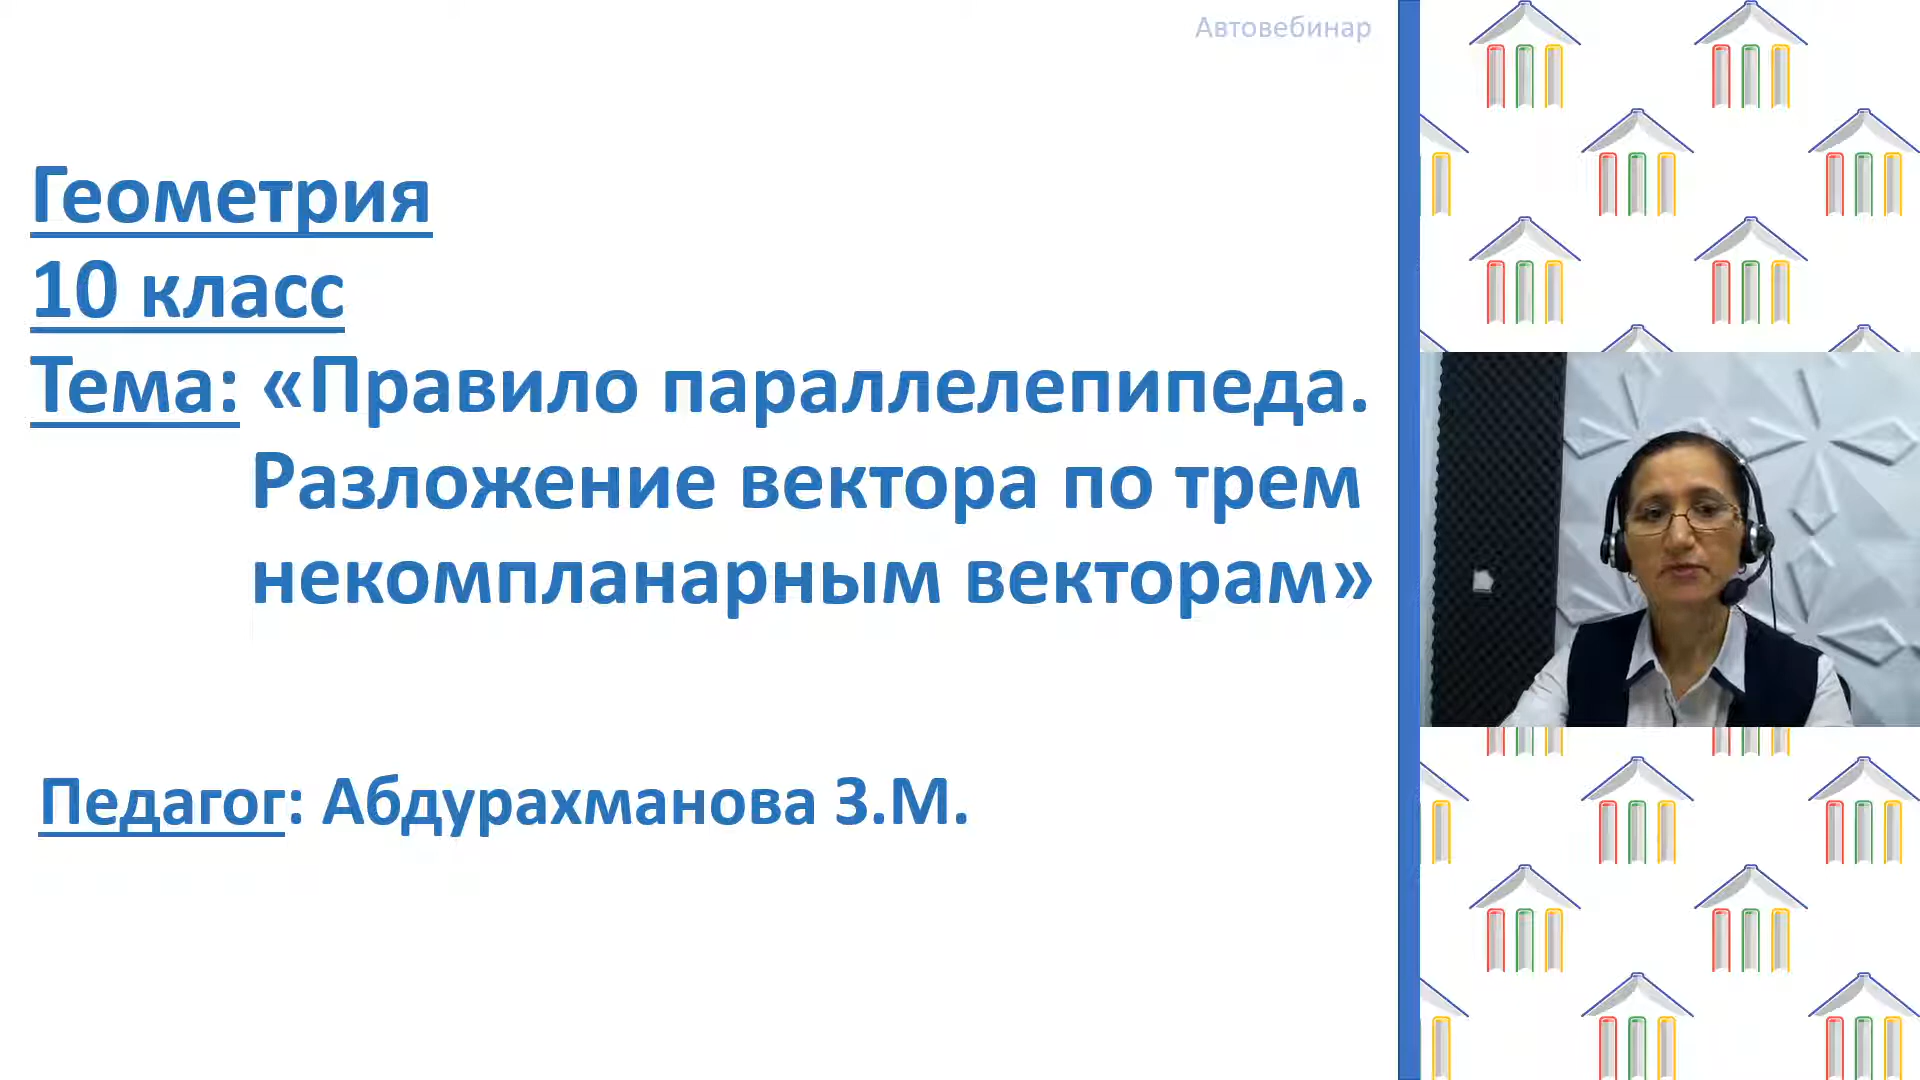 Автовебинар
Геометрия
10 класс
Тема: «Правило параллелепипеда.
Разложение вектора по трем
некомпланарным векторам»
Педагог: Абдурахманова З.М.